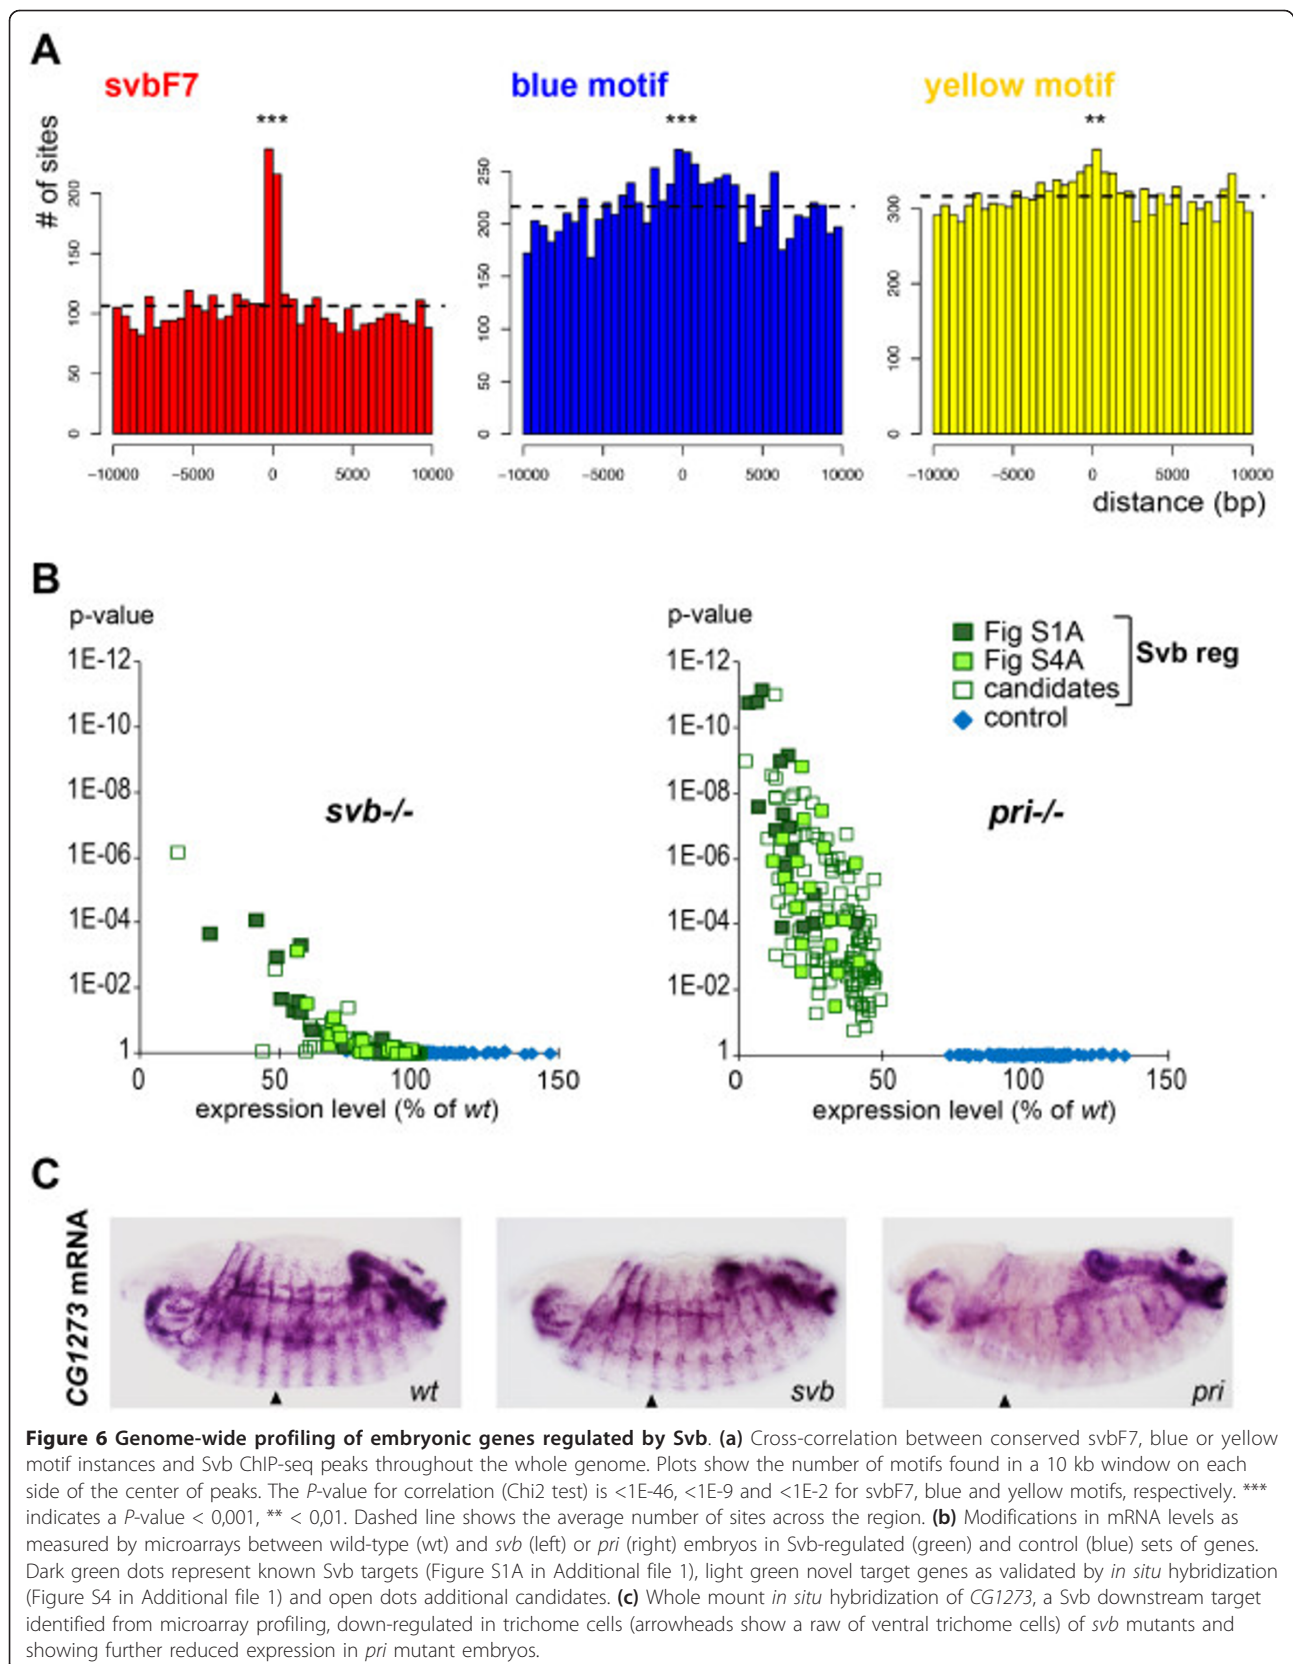 A
svbF7
blue motif
yellow motif
***
***
**
# of sites
0
50
100
150
200
−10000
−5000
0
5000
10000
0
50
100
150
200
250
−10000
−5000
0
5000
10000
0
100
200
300
−10000
−5000
0
5000
10000
distance (bp)
B
p-value
1E-12
1E-10
1E-08
1E-06
1E-04
1E-02
1
svb-/-
0
50
100
150
expression level (% of wt)
p-value
1E-12
1E-10
1E-08
1E-06
1E-04
1E-02
1
pri-/-
0
50
100
150
expression level (% of wt)
Fig S1A
Fig S4A
candidates
control
Svb reg
C
CG1273 mRNA
wt
svb
pri
Figure 6 Genome-wide profiling of embryonic genes regulated by Svb. (a) Cross-correlation between conserved svbF7, blue or yellow
motif instances and Svb ChIP-seq peaks throughout the whole genome. Plots show the number of motifs found in a 10 kb window on each
side of the center of peaks. The P-value for correlation (Chi2 test) is <1E-46, <1E-9 and <1E-2 for svbF7, blue and yellow motifs, respectively. ***
indicates a P-value < 0,001, ** < 0,01. Dashed line shows the average number of sites across the region. (b) Modifications in mRNA levels as
measured by microarrays between wild-type (wt) and svb (left) or pri (right) embryos in Svb-regulated (green) and control (blue) sets of genes.
Dark green dots represent known Svb targets (Figure S1A in Additional file 1), light green novel target genes as validated by in situ hybridization
(Figure S4 in Additional file 1) and open dots additional candidates. (c) Whole mount in situ hybridization of CG1273, a Svb downstream target
identified from microarray profiling, down-regulated in trichome cells (arrowheads show a raw of ventral trichome cells) of svb mutants and
showing further reduced expression in pri mutant embryos.